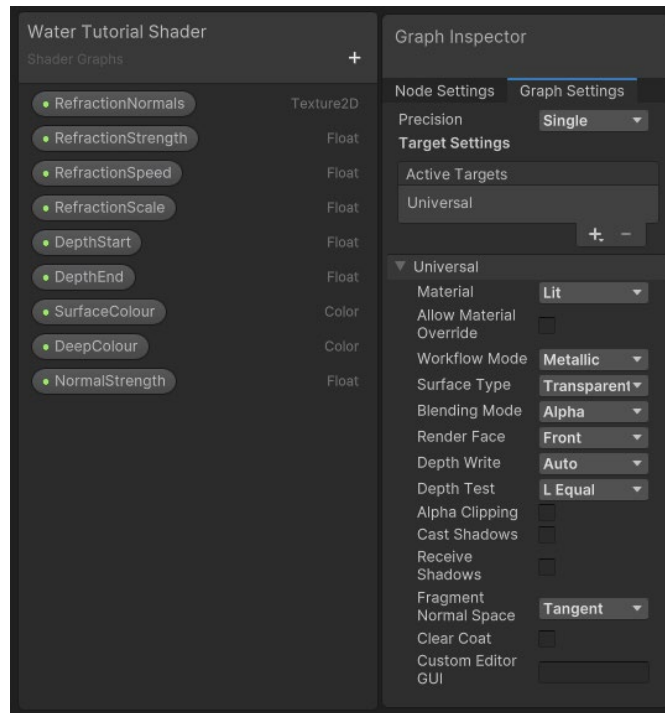 Water Tutorial Shader
Shader Graphs
+
RefractionNormals Texture2D
RefractionStrength Float
RefractionSpeed Float
RefractionScale Float
DepthStart Float
DepthEnd Float
SurfaceColour Color
DeepColour Color
NormalStrength Float
Graph Inspector
Node Settings Graph Settings
Precision Single
Target Settings
Active Targets
Universal
+ −
Universal
Material Lit
Allow Material
Override
Workflow Mode Metallic
Surface Type Transparent
Blending Mode Alpha
Render Face Front
Depth Write Auto
Depth Test L Equal
Alpha Clipping
Cast Shadows
Receive
Shadows
Fragment
Normal Space Tangent
Clear Coat
Custom Editor
GUI